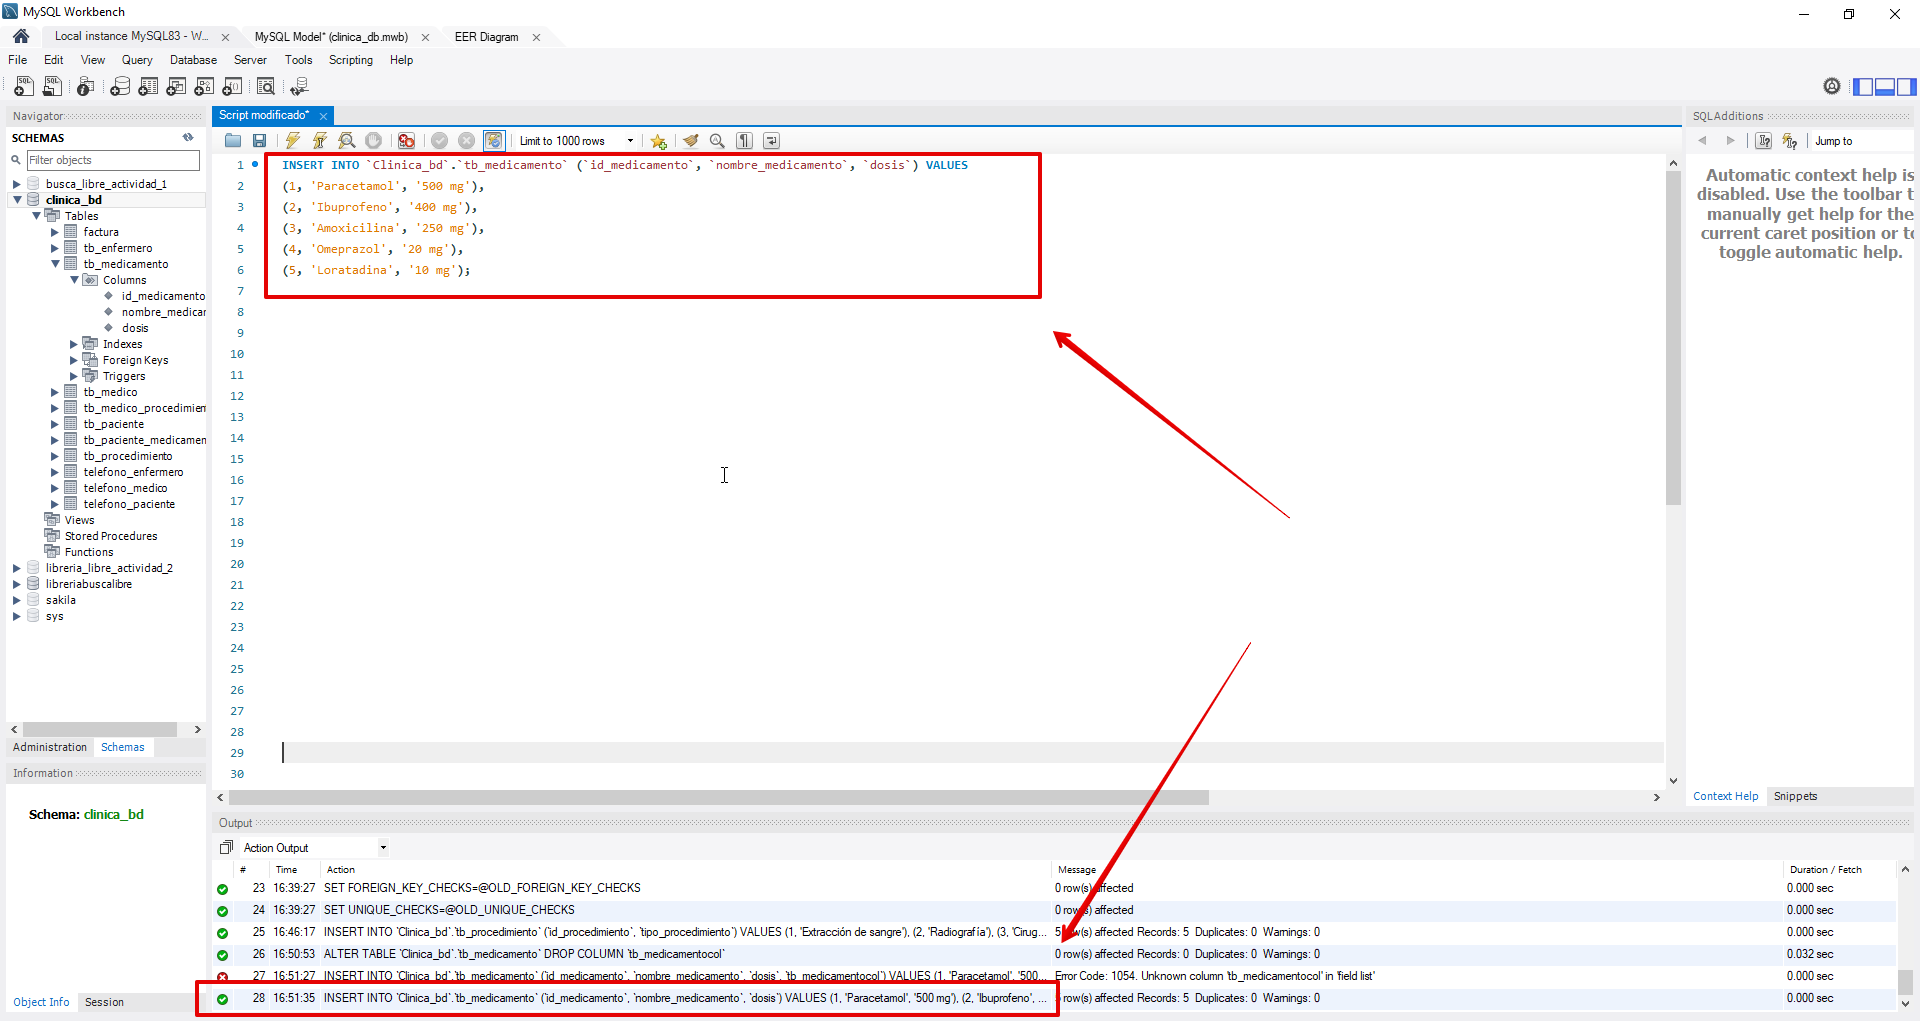 MySQL Workbench
Local instance MySQL83 - W...
MySQL Model* (clinica_db.mwb)
EER Diagram
File Edit View Query Database Server Tools Scripting Help
Navigator
SCHEMAS
Filter objects
busca_libre_actividad_1
clinica_bd
Tables
factura
tb_enfermero
tb_medicamento
Columns
id_medicamento
nombre_medicar
dosis
Indexes
Foreign Keys
Triggers
tb_medico
tb_medico_procedimien
tb_paciente
tb_paciente_medicamen
tb_procedimiento
telefono_enfermero
telefono_medico
telefono_paciente
Views
Stored Procedures
Functions
libreria_libre_actividad_2
libreriabuscalibre
sakila
sys
Administration Schemas
Information
Schema: clinica_bd
Object Info Session
Script modificado*
Limit to 1000 rows
1 INSERT INTO `Clinica_bd`.`tb_medicamento` (`id_medicamento`, `nombre_medicamento`, `dosis`) VALUES
2 (1, 'Paracetamol', '500 mg'),
3 (2, 'Ibuprofeno', '400 mg'),
4 (3, 'Amoxicilina', '250 mg'),
5 (4, 'Omeprazol', '20 mg'),
6 (5, 'Loratadina', '10 mg');
7
8
9
10
11
12
13
14
15
16
17
18
19
20
21
22
23
24
25
26
27
28
29
30
SQLAdditions
Jump to
Automatic context help is
disabled. Use the toolbar t
manually get help for the
current caret position or to
toggle automatic help.
Context Help Snippets
Output
Action Output
# Time Action Message Duration / Fetch
23 16:39:27 SET FOREIGN_KEY_CHECKS=@OLD_FOREIGN_KEY_CHECKS 0 row(s) affected 0.000 sec
24 16:39:27 SET UNIQUE_CHECKS=@OLD_UNIQUE_CHECKS 0 row(s) affected 0.000 sec
25 16:46:17 INSERT INTO `Clinica_bd`.`tb_procedimiento` (`id_procedimiento`, `tipo_procedimiento`) VALUES (1, 'Extracción de sangre'), (2, 'Radiografía'), (3, 'Cirug... 5 row(s) affected Records: 5 Duplicates: 0 Warnings: 0 0.000 sec
26 16:50:53 ALTER TABLE `Clinica_bd`.`tb_medicamento` DROP COLUMN `tb_medicamentocol` 0 row(s) affected Records: 0 Duplicates: 0 Warnings: 0 0.032 sec
27 16:51:27 INSERT INTO `Clinica_bd`.`tb_medicamento` (`id_medicamento`, `nombre_medicamento`, `dosis`, `tb_medicamentocol`) VALUES (1, 'Paracetamol', '500... Error Code: 1054. Unknown column 'tb_medicamentocol' in 'field list' 0.000 sec
28 16:51:35 INSERT INTO `Clinica_bd`.`tb_medicamento` (`id_medicamento`, `nombre_medicamento`, `dosis`) VALUES (1, 'Paracetamol', '500 mg'), (2, 'Ibuprofeno', ... row(s) affected Records: 5 Duplicates: 0 Warnings: 0 0.000 sec